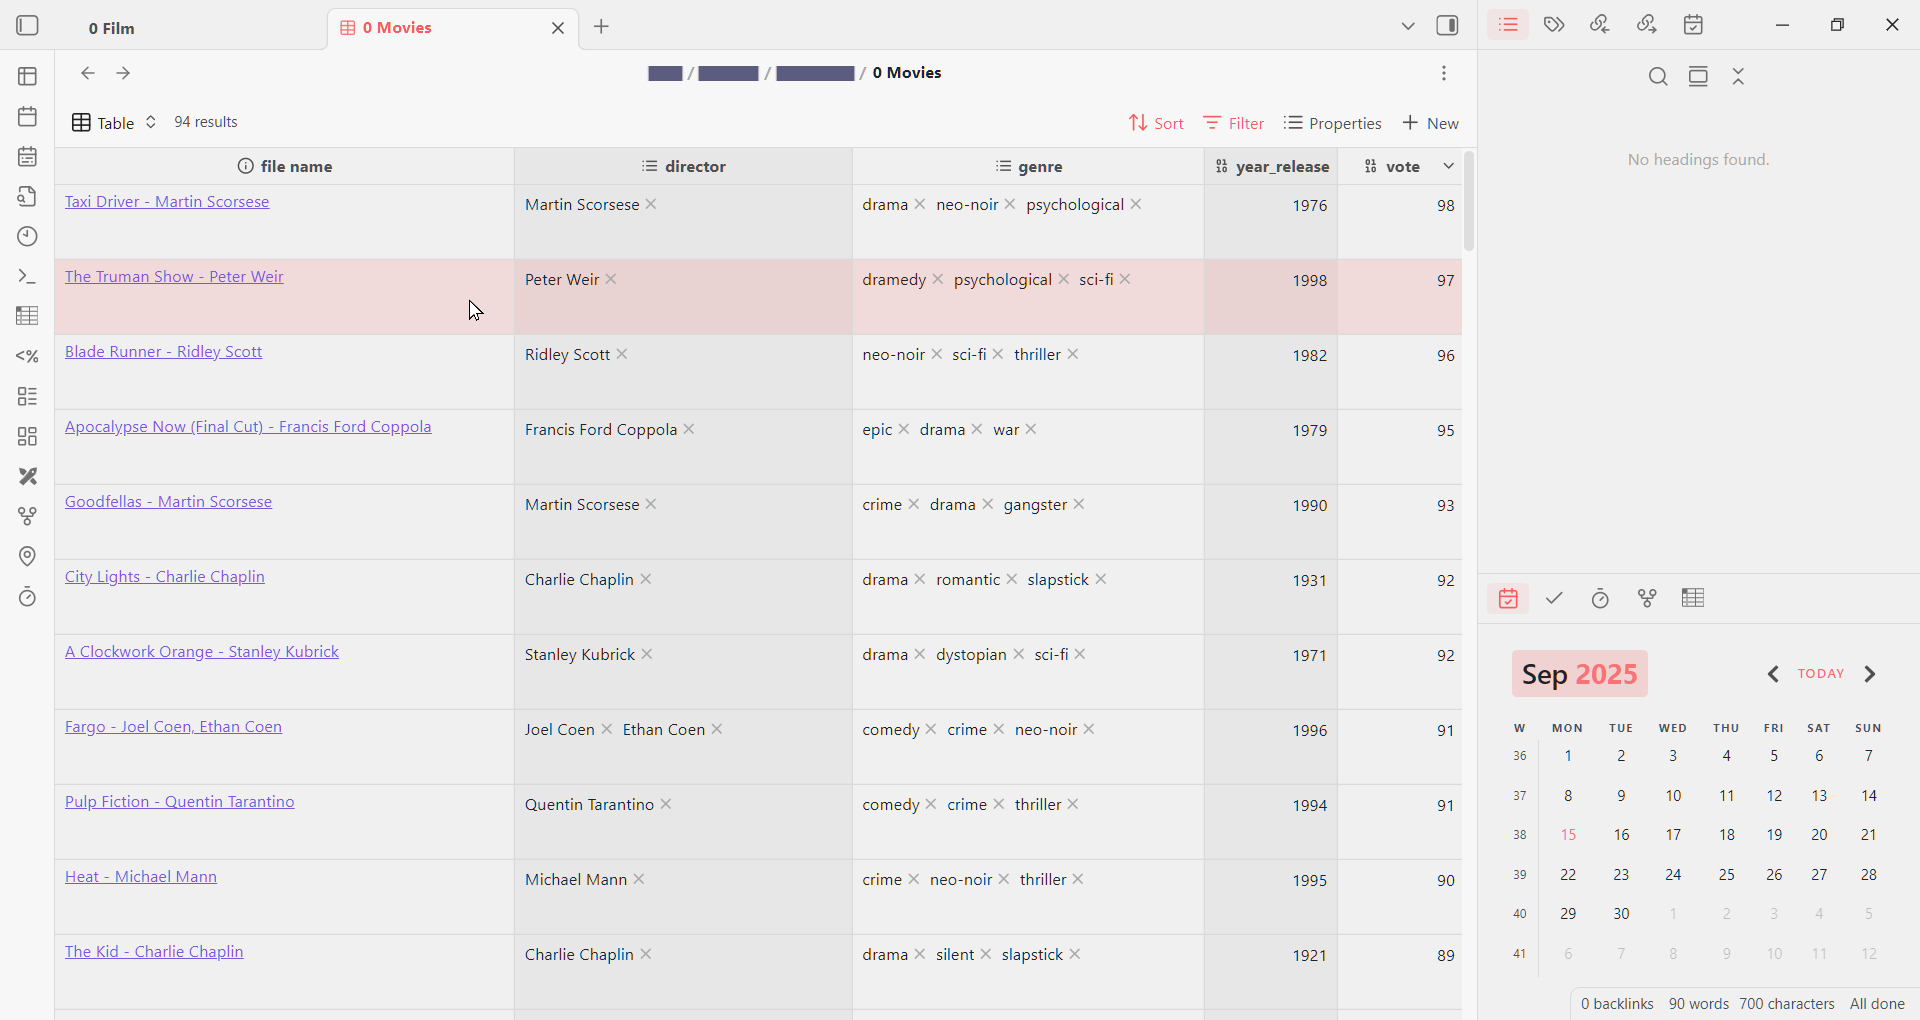 0 Film
0 Movies
/ / / 0 Movies
Table 94 results
Sort Filter Properties New
file name director genre year_release vote
Taxi Driver - Martin Scorsese Martin Scorsese drama neo-noir psychological 1976 98
The Truman Show - Peter Weir Peter Weir dramedy psychological sci-fi 1998 97
Blade Runner - Ridley Scott Ridley Scott neo-noir sci-fi thriller 1982 96
Apocalypse Now (Final Cut) - Francis Ford Coppola Francis Ford Coppola epic drama war 1979 95
Goodfellas - Martin Scorsese Martin Scorsese crime drama gangster 1990 93
City Lights - Charlie Chaplin Charlie Chaplin drama romantic slapstick 1931 92
A Clockwork Orange - Stanley Kubrick Stanley Kubrick drama dystopian sci-fi 1971 92
Fargo - Joel Coen, Ethan Coen Joel Coen Ethan Coen comedy crime neo-noir 1996 91
Pulp Fiction - Quentin Tarantino Quentin Tarantino comedy crime thriller 1994 91
Heat - Michael Mann Michael Mann crime neo-noir thriller 1995 90
The Kid - Charlie Chaplin Charlie Chaplin drama silent slapstick 1921 89
No headings found.
Sep 2025 TODAY
W MON TUE WED THU FRI SAT SUN
36 1 2 3 4 5 6 7
37 8 9 10 11 12 13 14
38 15 16 17 18 19 20 21
39 22 23 24 25 26 27 28
40 29 30 1 2 3 4 5
41 6 7 8 9 10 11 12
0 backlinks 90 words 700 characters All done